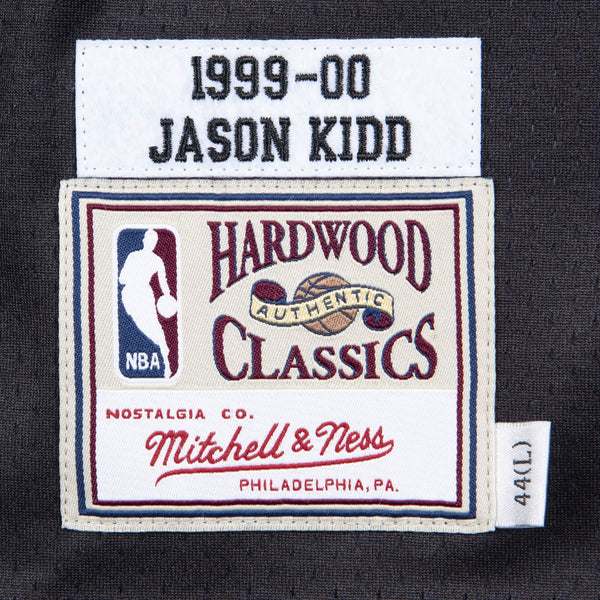 1999-00
JASON KIDD
HARDWOOD
AUTHENTIC
CLASSICS
NBA
NOSTALGIA CO.
Mitchell & Ness
PHILADELPHIA, PA.
44(L)